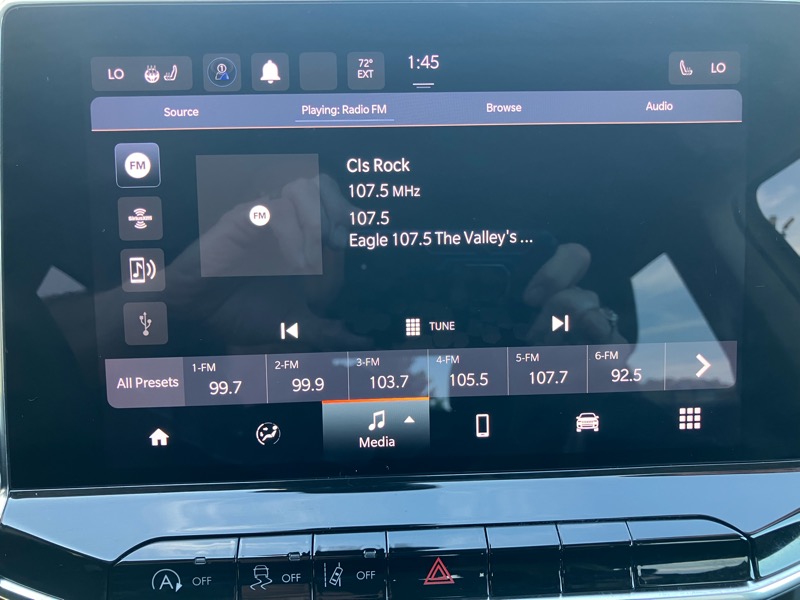 LO
1
72°
EXT
1:45
LO
Source
Playing: Radio FM
Browse
Audio
FM
SiriusXM
FM
Cls Rock
107.5 MHz
107.5
Eagle 107.5 The Valley's ...
TUNE
All Presets
1-FM
99.7
2-FM
99.9
3-FM
103.7
4-FM
105.5
5-FM
107.7
6-FM
92.5
Media
A
OFF
OFF
OFF